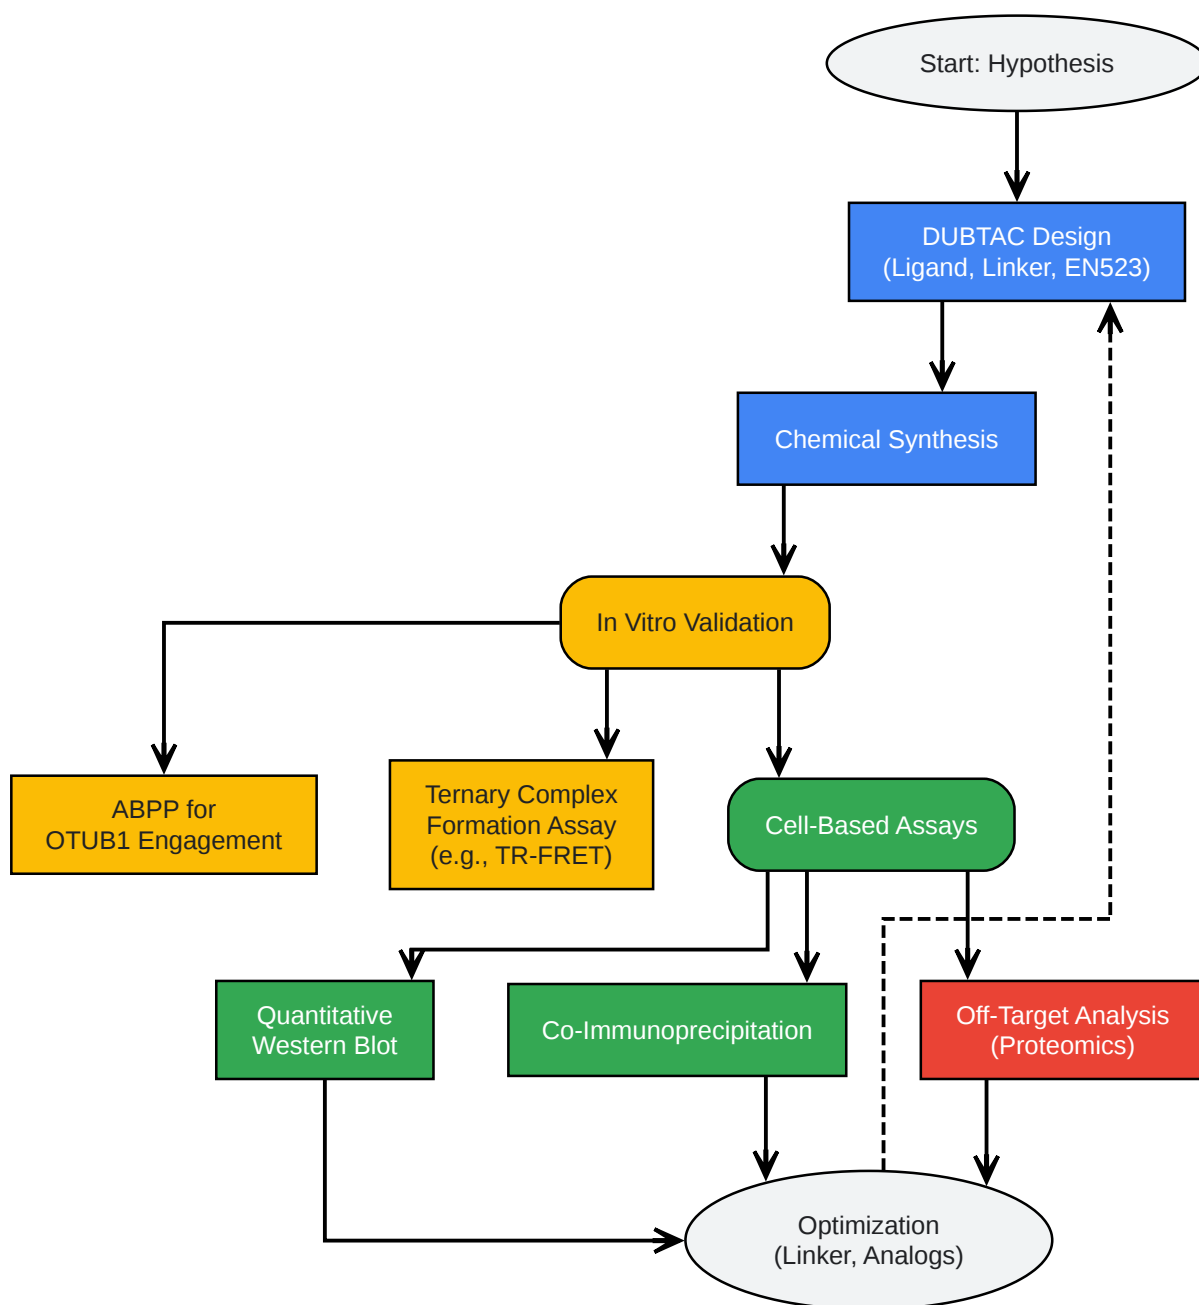 Start: Hypothesis
DUBTAC Design
(Ligand, Linker, EN523)
Chemical Synthesis
In Vitro Validation
ABPP for
OTUB1 Engagement
Ternary Complex
Formation Assay
(e.g., TR-FRET)
Cell-Based Assays
Quantitative
Western Blot
Co-Immunoprecipitation
Off-Target Analysis
(Proteomics)
Optimization
(Linker, Analogs)